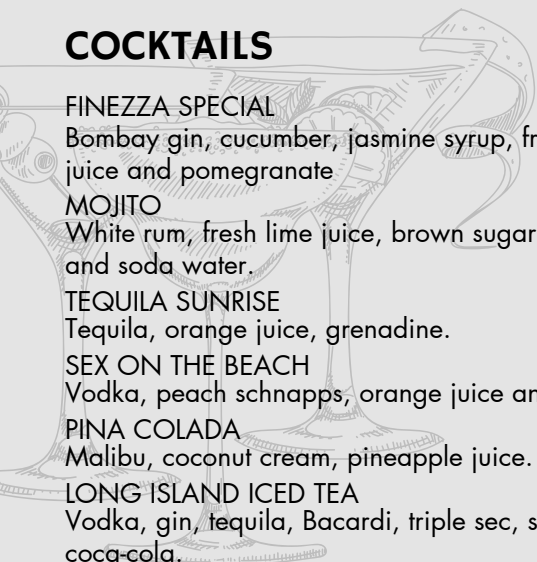 COCKTAILS
FINEZZA SPECIAL
Bombay gin, cucumber, jasmine syrup, fr
juice and pomegranate
MOJITO
White rum, fresh lime juice, brown sugar
and soda water.
TEQUILA SUNRISE
Tequila, orange juice, grenadine.
SEX ON THE BEACH
Vodka, peach schnapps, orange juice an
PINA COLADA
Malibu, coconut cream, pineapple juice.
LONG ISLAND ICED TEA
Vodka, gin, tequila, Bacardi, triple sec, s
coca-cola.